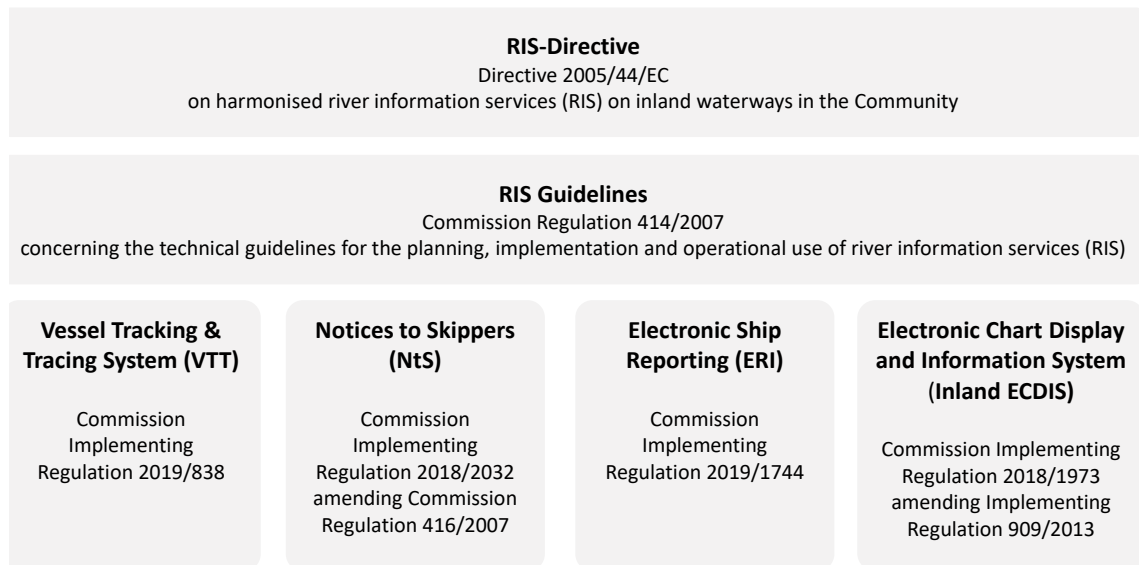 RIS-Directive
Directive 2005/44/EC
on harmonised river information services (RIS) on inland waterways in the Community
RIS Guidelines
Commission Regulation 414/2007
concerning the technical guidelines for the planning, implementation and operational use of river information services (RIS)
Vessel Tracking &
Tracing System (VTT)
Commission
Implementing
Regulation 2019/838
Notices to Skippers
(NtS)
Commission
Implementing
Regulation 2018/2032
amending Commission
Regulation 416/2007
Electronic Ship
Reporting (ERI)
Commission
Implementing
Regulation 2019/1744
Electronic Chart Display
and Information System
(Inland ECDIS)
Commission Implementing
Regulation 2018/1973
amending Implementing
Regulation 909/2013